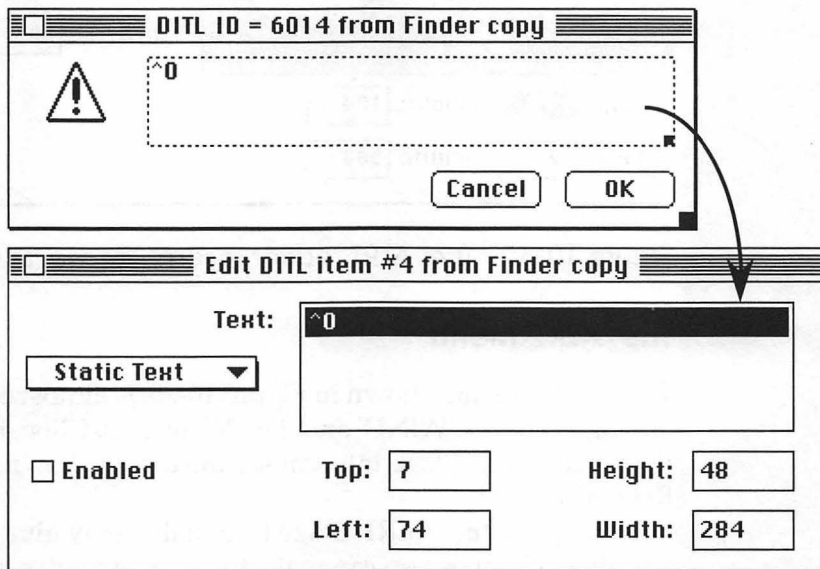 DITL ID = 6014 from Finder copy
^0
Cancel
OK
Edit DITL item #4 from Finder copy
Text: ^0
Static Text
Enabled
Top: 7
Height: 48
Left: 74
Width: 284